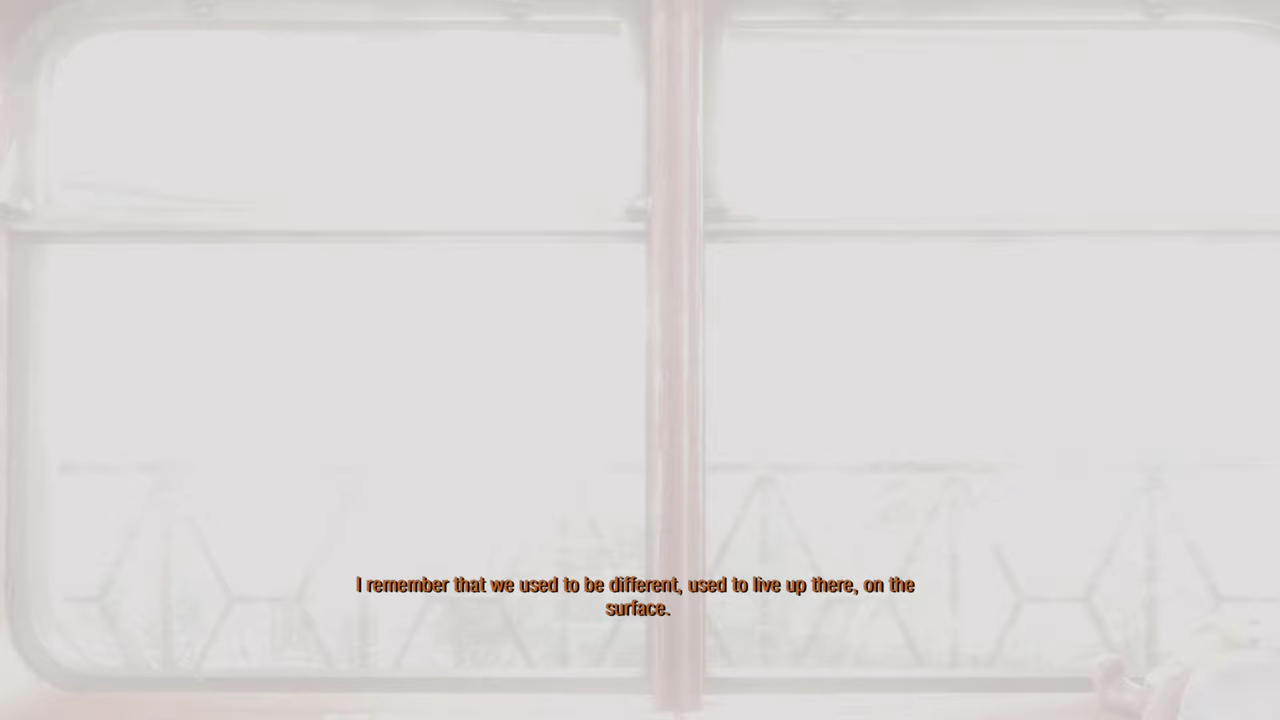 I remember that we used to be different, used to live up there, on the
surface.